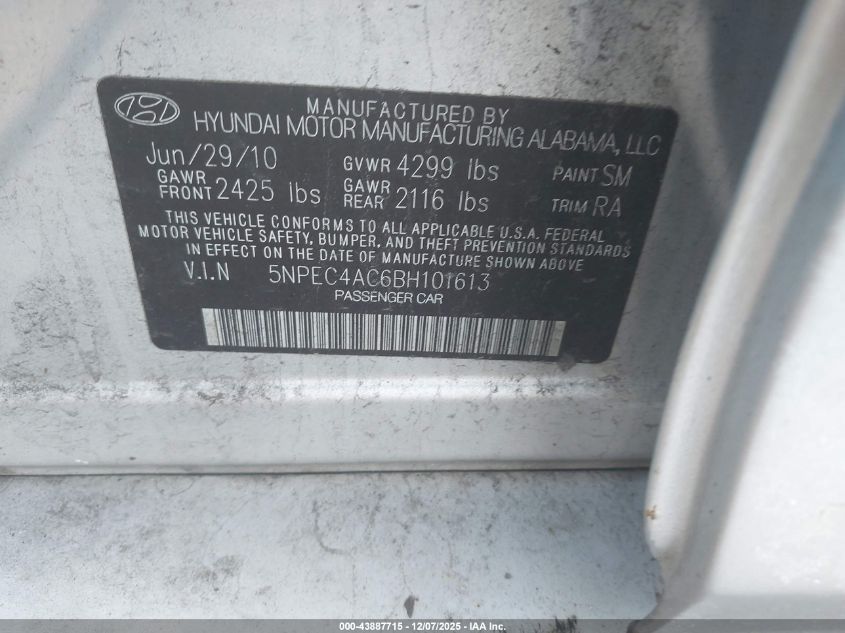 MANUFACTURED BY
HYUNDAI MOTOR MANUFACTURING ALABAMA, LLC
Jun/29/10 GVWR 4299 lbs PAINT SM
GAWR FRONT 2425 lbs GAWR REAR 2116 lbs TRIM RA
THIS VEHICLE CONFORMS TO ALL APPLICABLE U.S.A. FEDERAL
MOTOR VEHICLE SAFETY, BUMPER, AND THEFT PREVENTION STANDARDS
IN EFFECT ON THE DATE OF MANUFACTURE SHOWN ABOVE
V.I.N 5NPEC4AC6BH101613
PASSENGER CAR
000-43887715 - 12/07/2025 - IAA Inc.